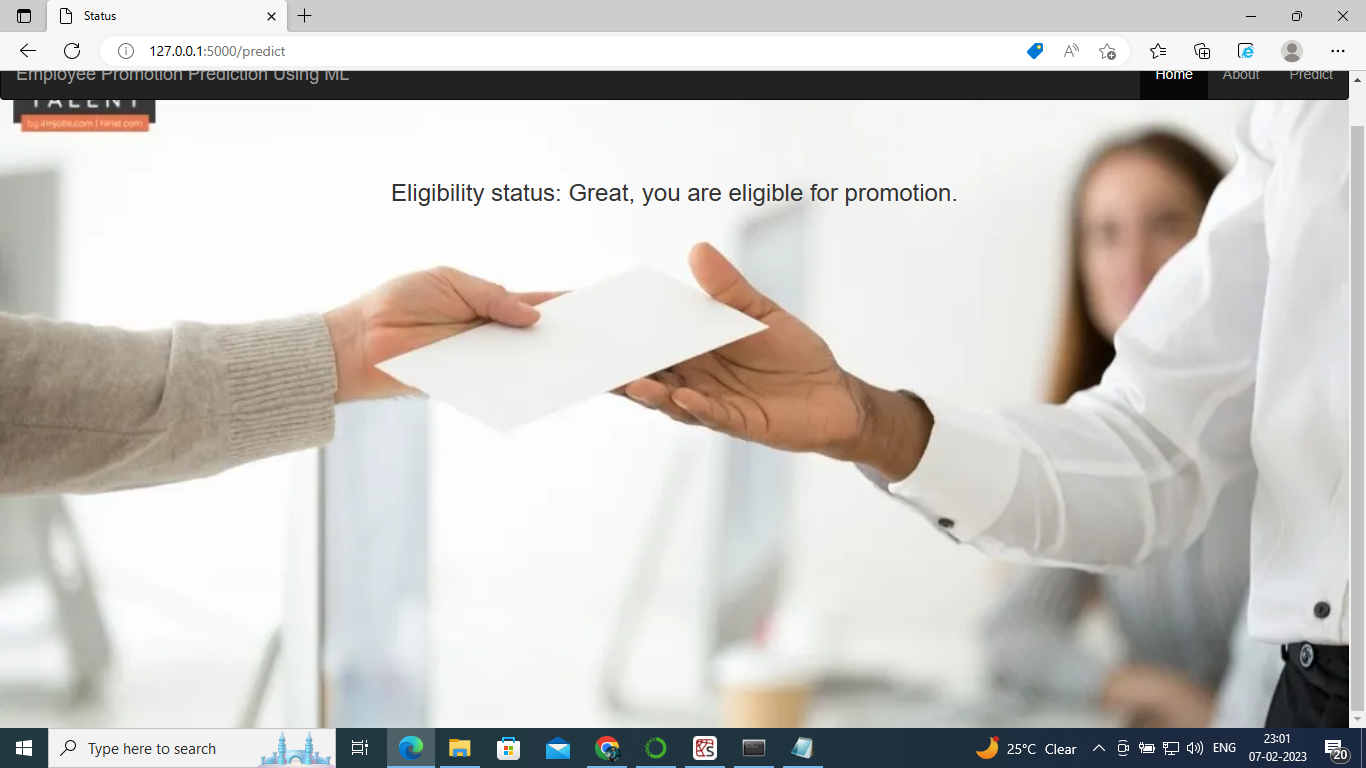 Status
127.0.0.1:5000/predict
Employee Promotion Prediction Using ML
Home
About
Predict
TALENT
by iimjobs.com | hirist.com
Eligibility status: Great, you are eligible for promotion.
Type here to search
25°C Clear
ENG
23:01
07-02-2023
20